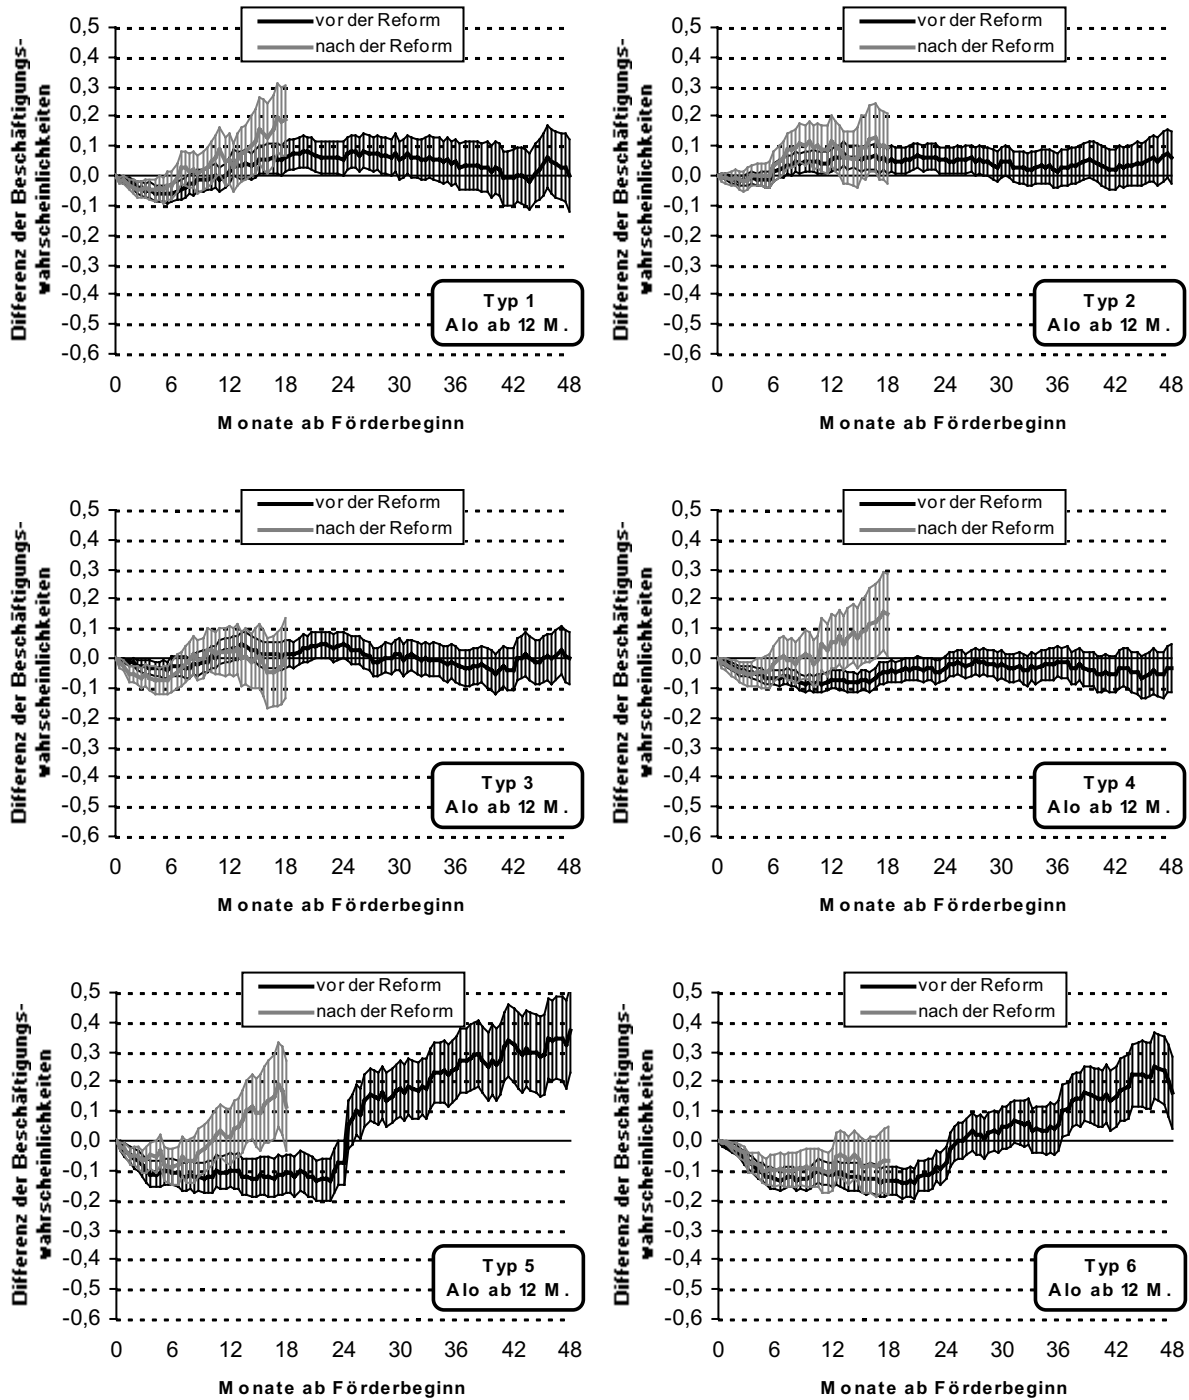 vor der Reform
nach der Reform
Differenz der Beschäftigungs-
wahrscheinlichkeiten
0,5
0,4
0,3
0,2
0,1
0,0
-0,1
-0,2
-0,3
-0,4
-0,5
-0,6
Typ 1
Alo ab 12 M.
0 6 12 18 24 30 36 42 48
Monate ab Förderbeginn
vor der Reform
nach der Reform
Differenz der Beschäftigungs-
wahrscheinlichkeiten
0,5
0,4
0,3
0,2
0,1
0,0
-0,1
-0,2
-0,3
-0,4
-0,5
-0,6
Typ 2
Alo ab 12 M.
0 6 12 18 24 30 36 42 48
Monate ab Förderbeginn
vor der Reform
nach der Reform
Differenz der Beschäftigungs-
wahrscheinlichkeiten
0,5
0,4
0,3
0,2
0,1
0,0
-0,1
-0,2
-0,3
-0,4
-0,5
-0,6
Typ 3
Alo ab 12 M.
0 6 12 18 24 30 36 42 48
Monate ab Förderbeginn
vor der Reform
nach der Reform
Differenz der Beschäftigungs-
wahrscheinlichkeiten
0,5
0,4
0,3
0,2
0,1
0,0
-0,1
-0,2
-0,3
-0,4
-0,5
-0,6
Typ 4
Alo ab 12 M.
0 6 12 18 24 30 36 42 48
Monate ab Förderbeginn
vor der Reform
nach der Reform
Differenz der Beschäftigungs-
wahrscheinlichkeiten
0,5
0,4
0,3
0,2
0,1
0,0
-0,1
-0,2
-0,3
-0,4
-0,5
-0,6
Typ 5
Alo ab 12 M.
0 6 12 18 24 30 36 42 48
Monate ab Förderbeginn
vor der Reform
nach der Reform
Differenz der Beschäftigungs-
wahrscheinlichkeiten
0,5
0,4
0,3
0,2
0,1
0,0
-0,1
-0,2
-0,3
-0,4
-0,5
-0,6
Typ 6
Alo ab 12 M.
0 6 12 18 24 30 36 42 48
Monate ab Förderbeginn